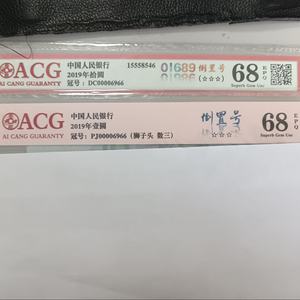 ACG
AI CANG GUARANTY
中国人民银行 15558546
2019年拾圆
冠号：DC00006966
01689 倒置号
（☆☆☆）
68 EPQ
Superb Gem Unc
ACG
AI CANG GUARANTY
中国人民银行
2019年壹圆
冠号：PJ00006966（狮子头 数三）
倒置号
（☆☆☆）
68 EPQ
Superb Gem Unc